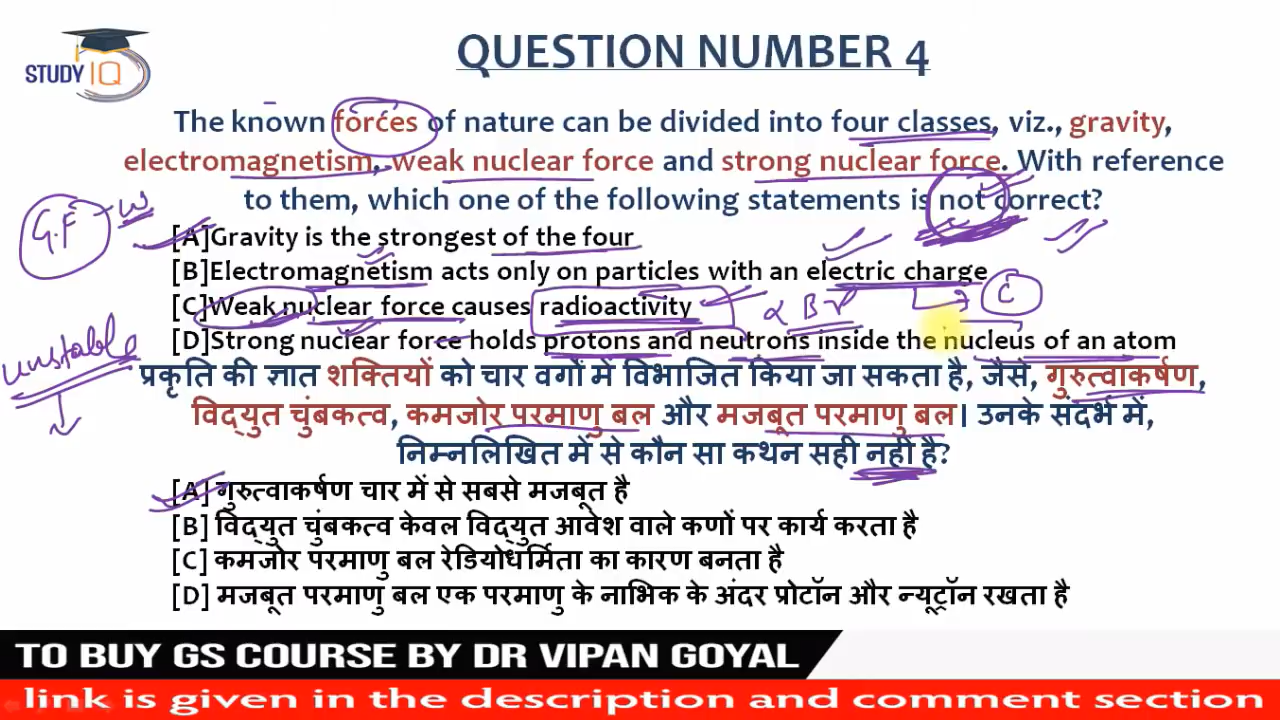 STUDY IQ
QUESTION NUMBER 4
The known forces of nature can be divided into four classes, viz., gravity,
electromagnetism, weak nuclear force and strong nuclear force. With reference
to them, which one of the following statements is not correct?
G.F
w
[A]Gravity is the strongest of the four
[B]Electromagnetism acts only on particles with an electric charge
[C]Weak nuclear force causes radioactivity
α β γ
C
[D]Strong nuclear force holds protons and neutrons inside the nucleus of an atom
unstable
प्रकृति की ज्ञात शक्तियों को चार वर्गों में विभाजित किया जा सकता है, जैसे, गुरुत्वाकर्षण,
विद्युत चुंबकत्व, कमजोर परमाणु बल और मजबूत परमाणु बल| उनके संदर्भ में,
निम्नलिखित में से कौन सा कथन सही नहीं है?
[A] गुरुत्वाकर्षण चार में से सबसे मजबूत है
[B] विद्युत चुंबकत्व केवल विद्युत आवेश वाले कणों पर कार्य करता है
[C] कमजोर परमाणु बल रेडियोधर्मिता का कारण बनता है
[D] मजबूत परमाणु बल एक परमाणु के नाभिक के अंदर प्रोटॉन और न्यूट्रॉन रखता है
TO BUY GS COURSE BY DR VIPAN GOYAL
link is given in the description and comment section